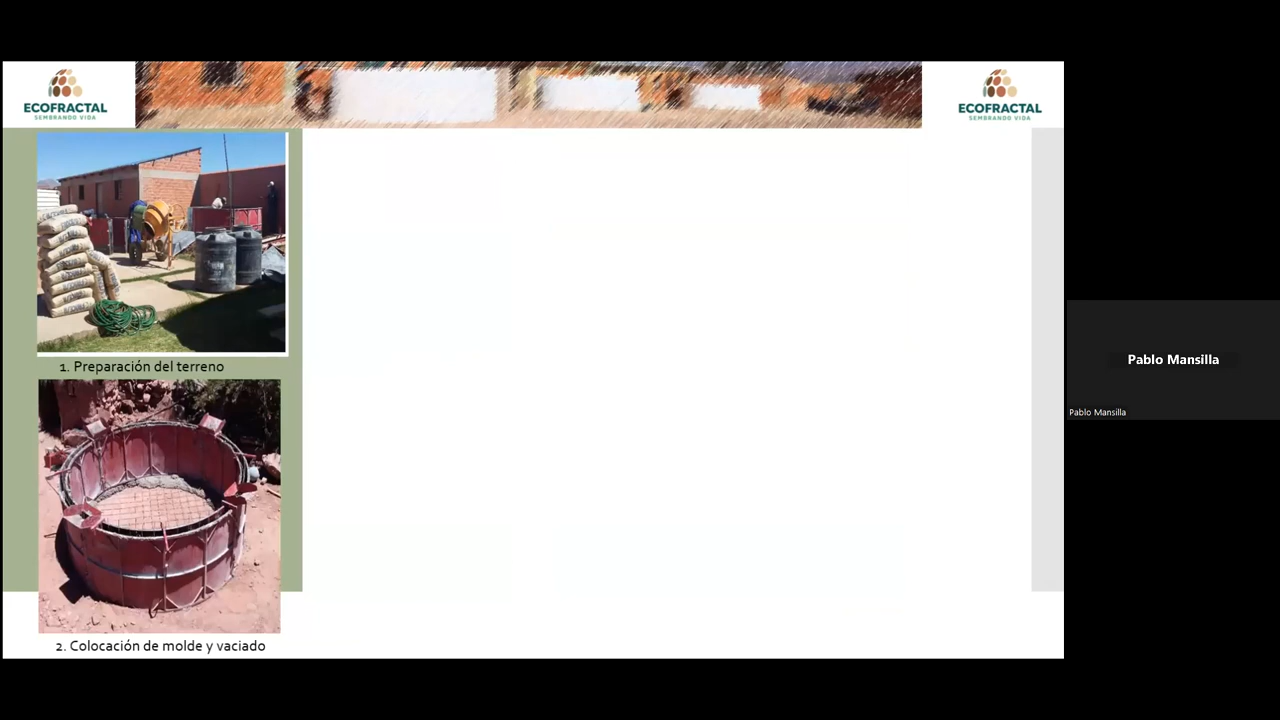 ECOFRACTAL
SEMBRANDO VIDA
ECOFRACTAL
SEMBRANDO VIDA
1. Preparación del terreno
2. Colocación de molde y vaciado
Pablo Mansilla
Pablo Mansilla